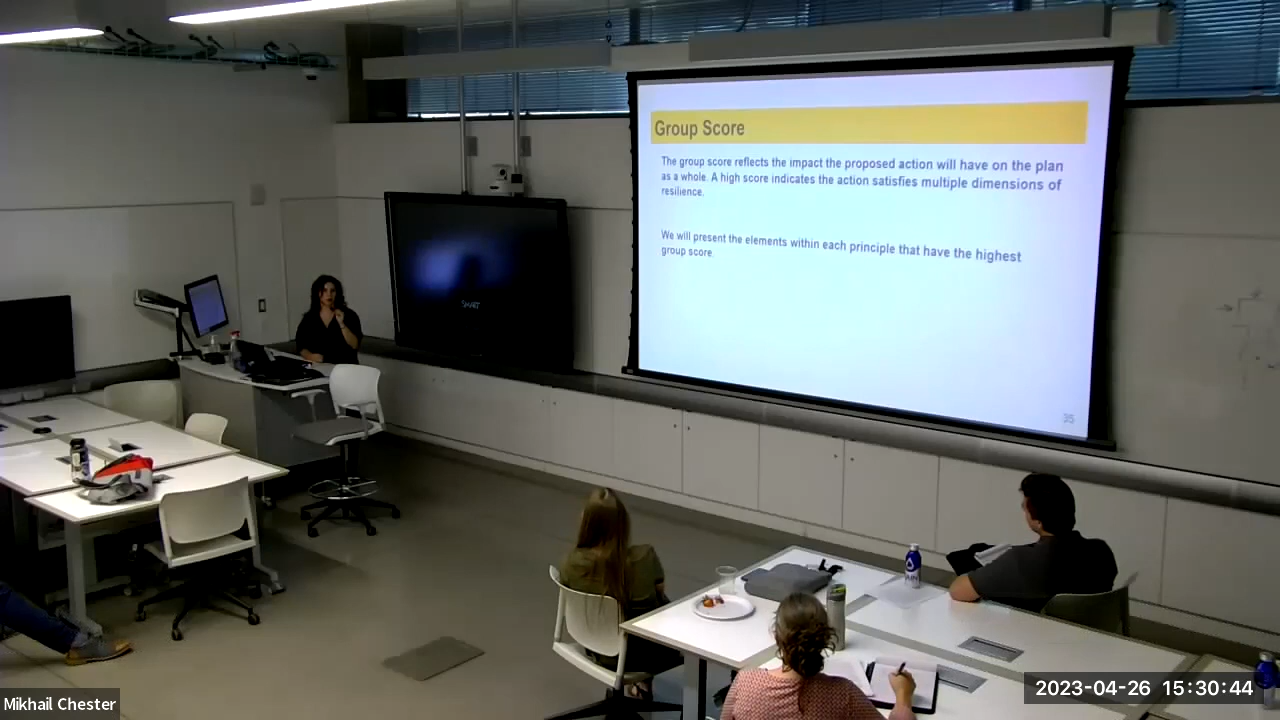 Group Score
The group score reflects the impact the proposed action will have on the plan
as a whole. A high score indicates the action satisfies multiple dimensions of
resilience.
We will present the elements within each principle that have the highest
group score.
35
SMART
Mikhail Chester
2023-04-26 15:30:44